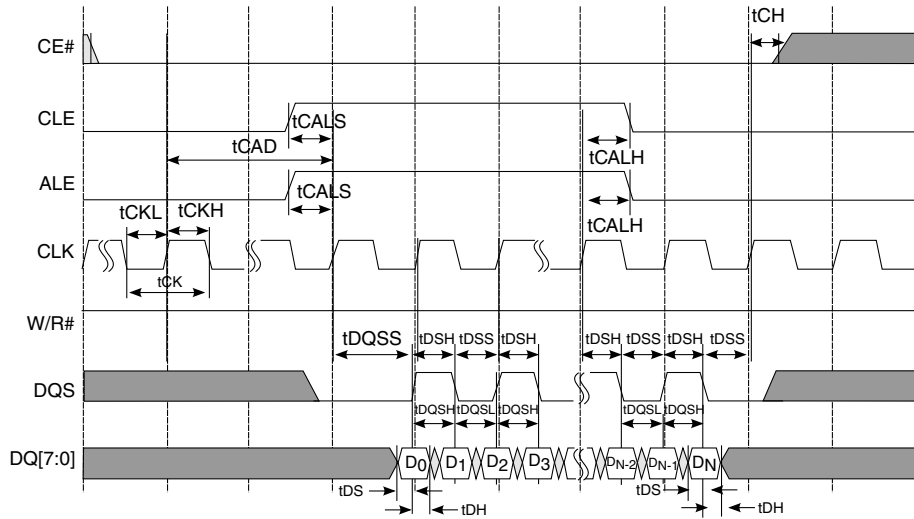 tCH
CE#
CLE
tCALS
tCAD
tCALH
ALE
tCALS
tCKL tCKH
tCALH
CLK
tCK
W/R#
tDQSS tDSH tDSS tDSH tDSH tDSS tDSH tDSS
DQS
tDQSH tDQSL tDQSH tDQSL tDQSH
DQ[7:0] D0 D1 D2 D3 DN-2 DN-1 DN
tDS tDS
tDH tDH